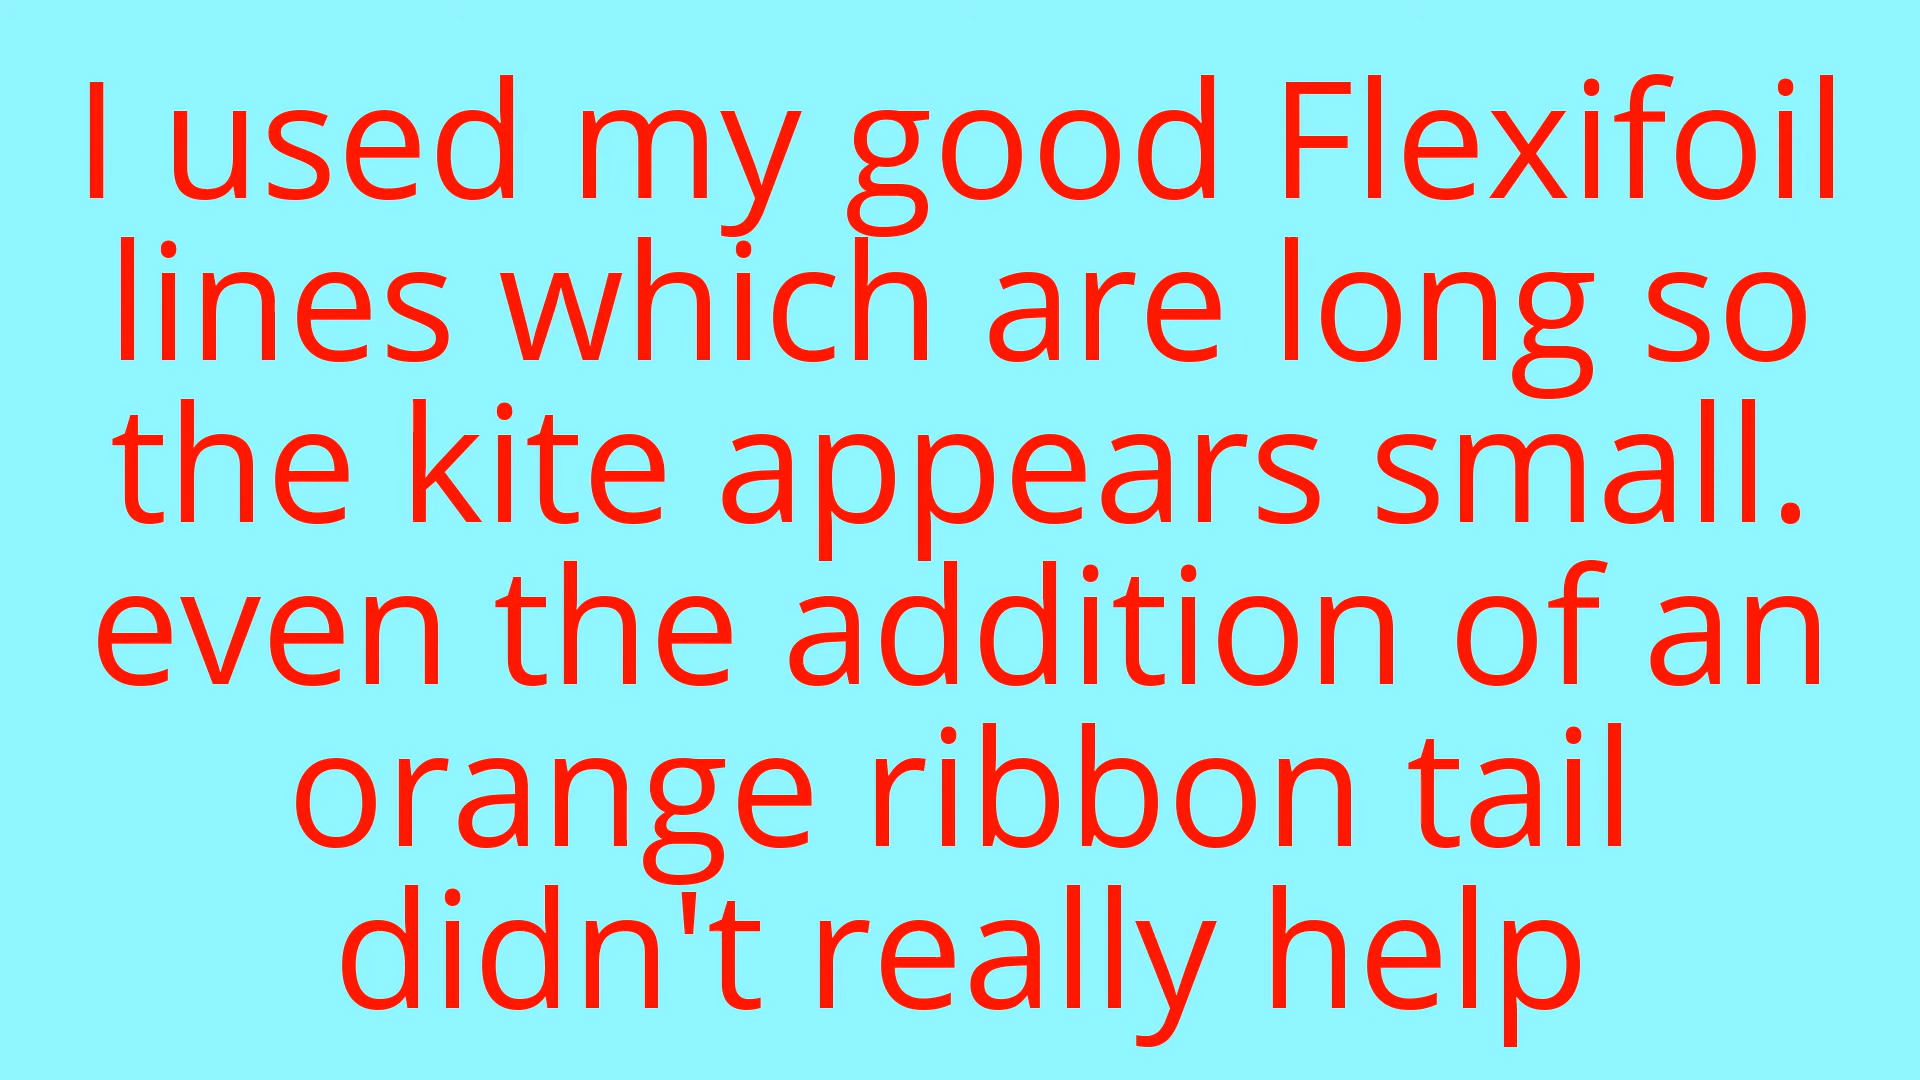 I used my good Flexifoil
lines which are long so
the kite appears small.
even the addition of an
orange ribbon tail
didn't really help